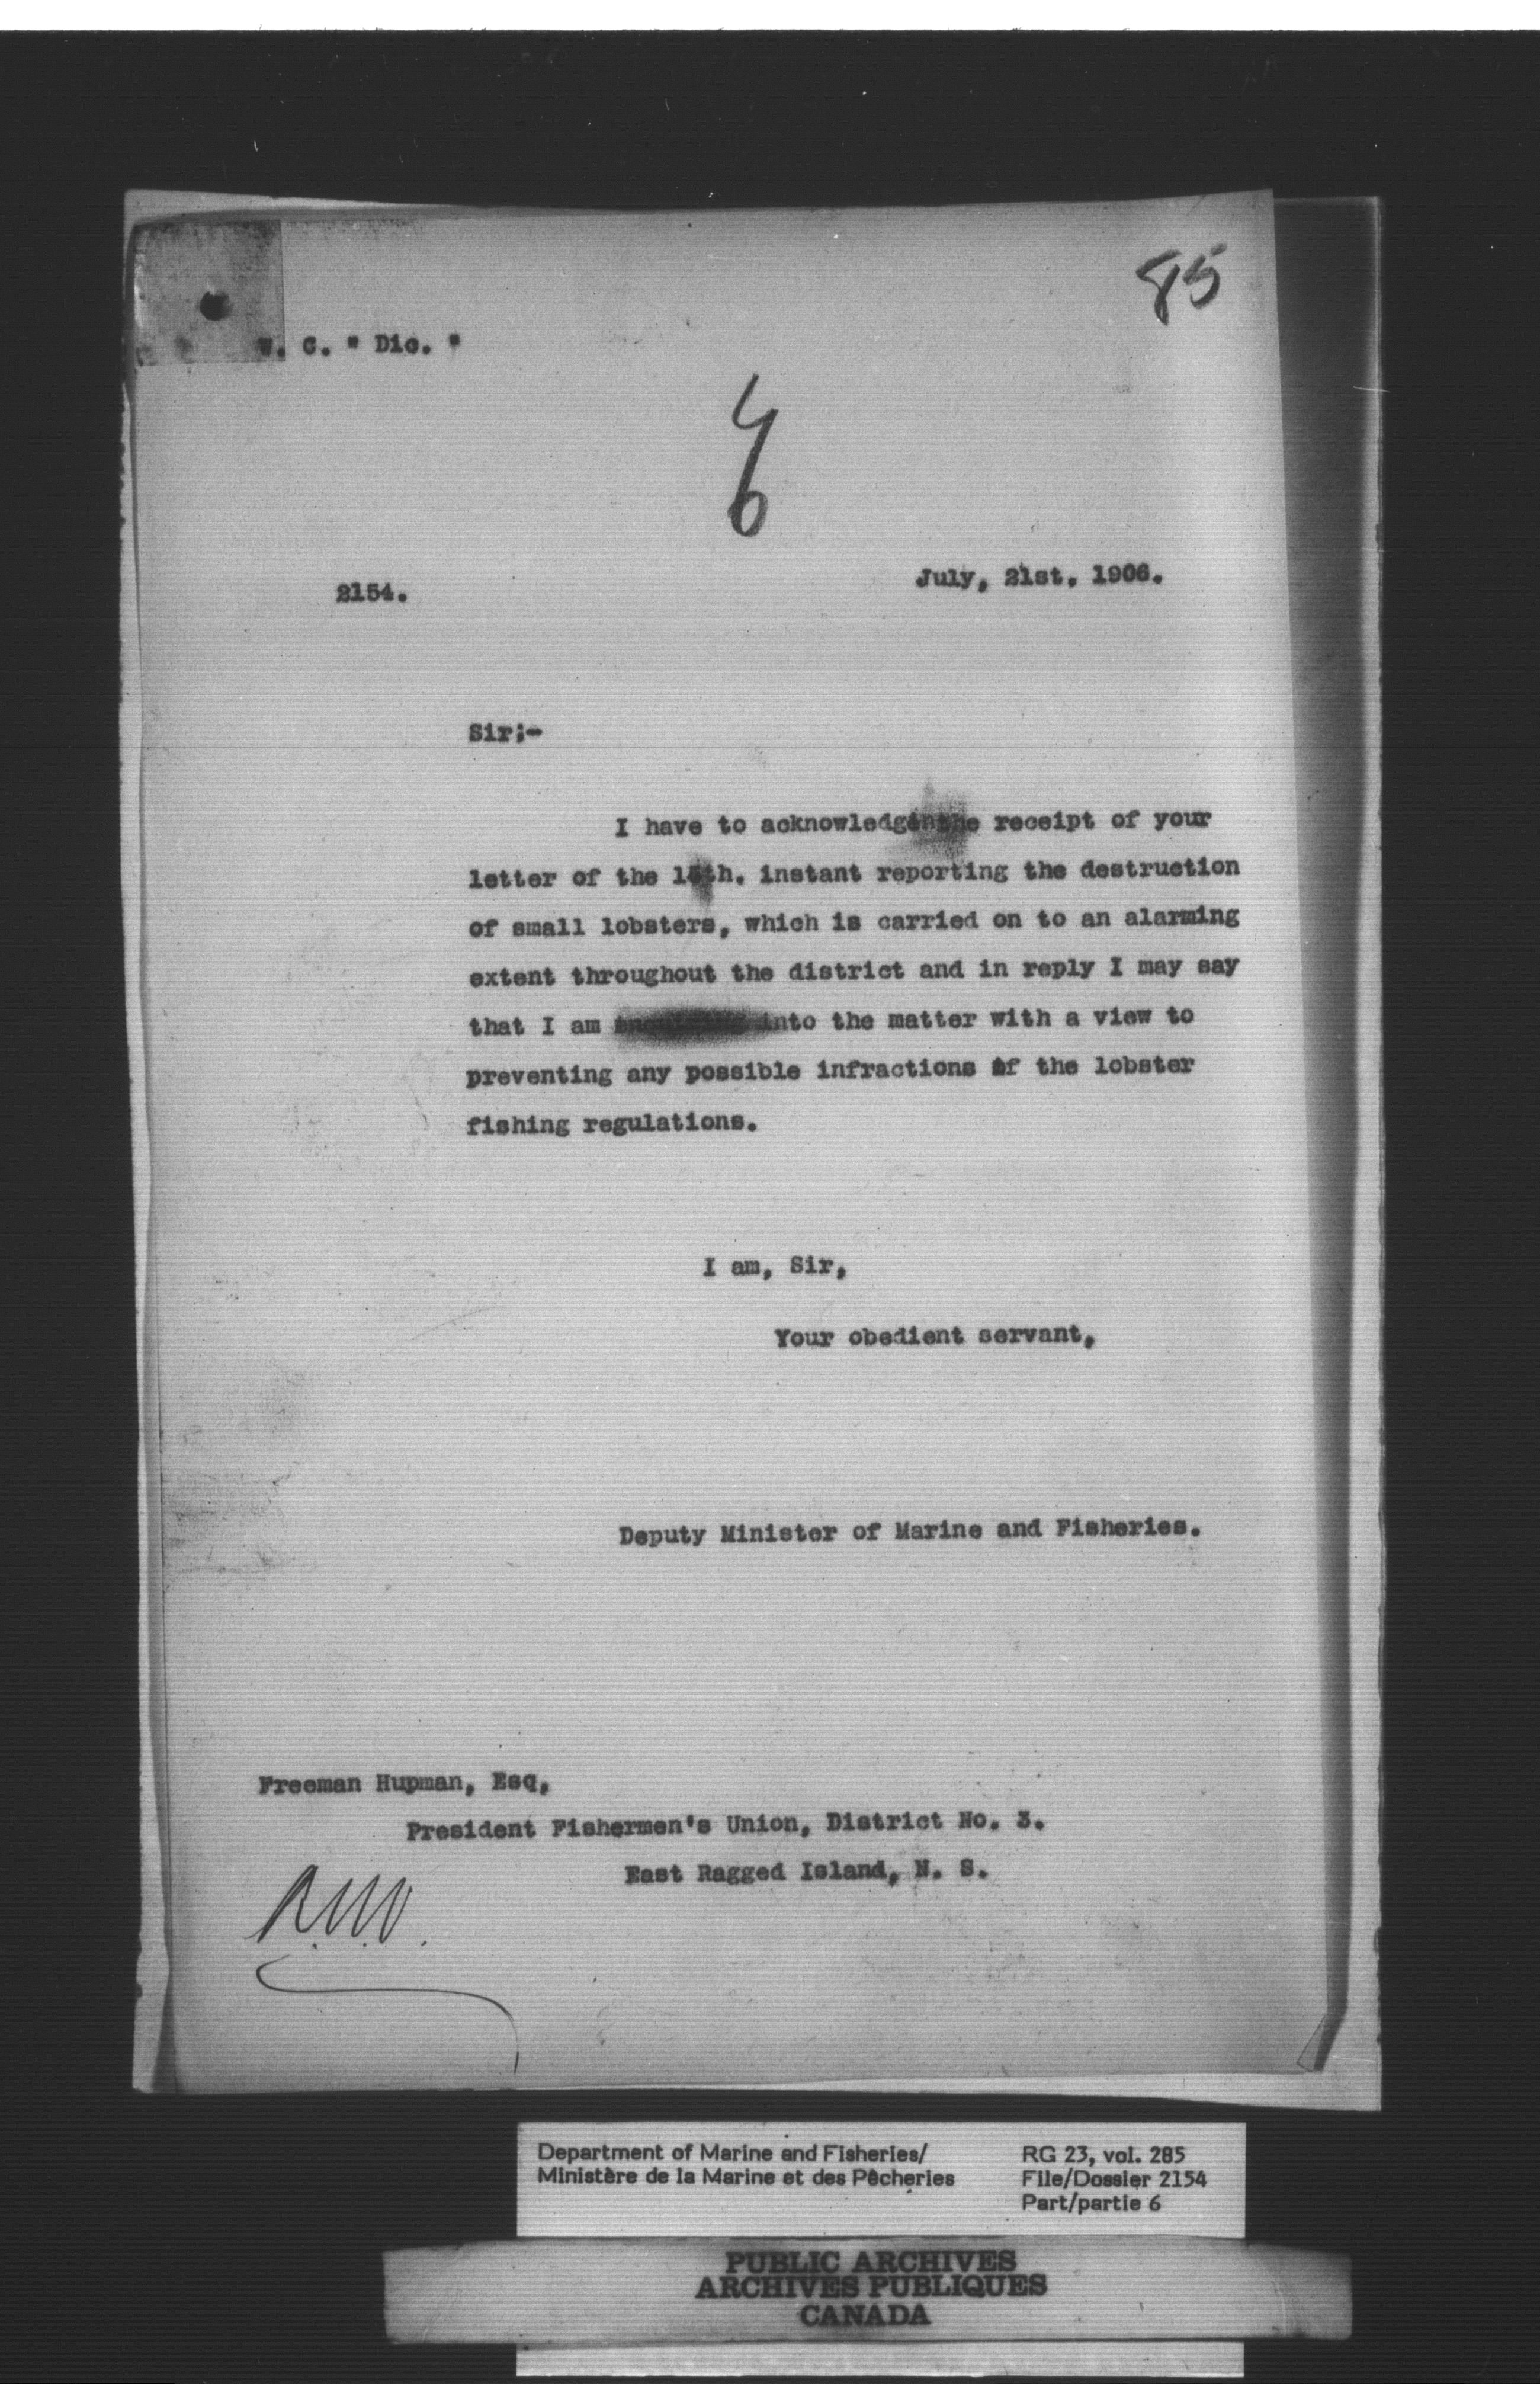 85
W. C. " Dic. "
6
2154.
July, 21st. 1906.
Sir;-
I have to acknowledge the receipt of your
letter of the th. instant reporting the destruction
of small lobsters, which is carried on to an alarming
extent throughout the district and in reply I may say
that I am enquiring into the matter with a view to
preventing any possible infractions of the lobster
fishing regulations.
I am, Sir,
Your obedient servant,
Deputy Minister of Marine and Fisheries.
Freeman Hupman, Esq,
President Fishermen's Union, District No. 3.
East Ragged Island, N. S.
Department of Marine and Fisheries/
Ministère de la Marine et des Pêcheries
RG 23, vol. 285
File/Dossier 2154
Part/partie 6
PUBLIC ARCHIVES
ARCHIVES PUBLIQUES
CANADA